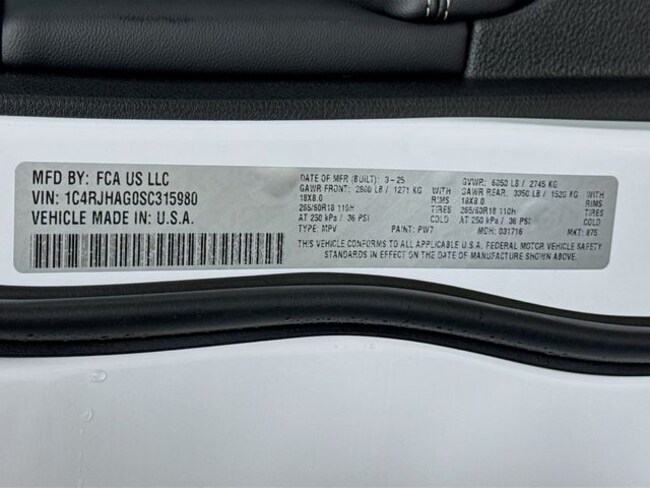 MFD BY: FCA US LLC
VIN: 1C4RJHAG0SC315980
VEHICLE MADE IN: U.S.A.
DATE OF MFR (BUILT): 3-25
GAWR FRONT: 2800 LB / 1271 KG WITH
18X8.0 RIMS
265/60R18 110H TIRES
AT 250 kPa / 36 PSI COLD
TYPE: MPV PAINT: PW7
GVWR: 6050 LB / 2745 KG
GAWR REAR: 3350 LB / 1520 KG WITH
18X8.0 RIMS
265/60R18 110H TIRES
AT 250 kPa / 36 PSI COLD
MDH: 031716 MKT: 875
THIS VEHICLE CONFORMS TO ALL APPLICABLE U.S.A. FEDERAL MOTOR VEHICLE SAFETY
STANDARDS IN EFFECT ON THE DATE OF MANUFACTURE SHOWN ABOVE.